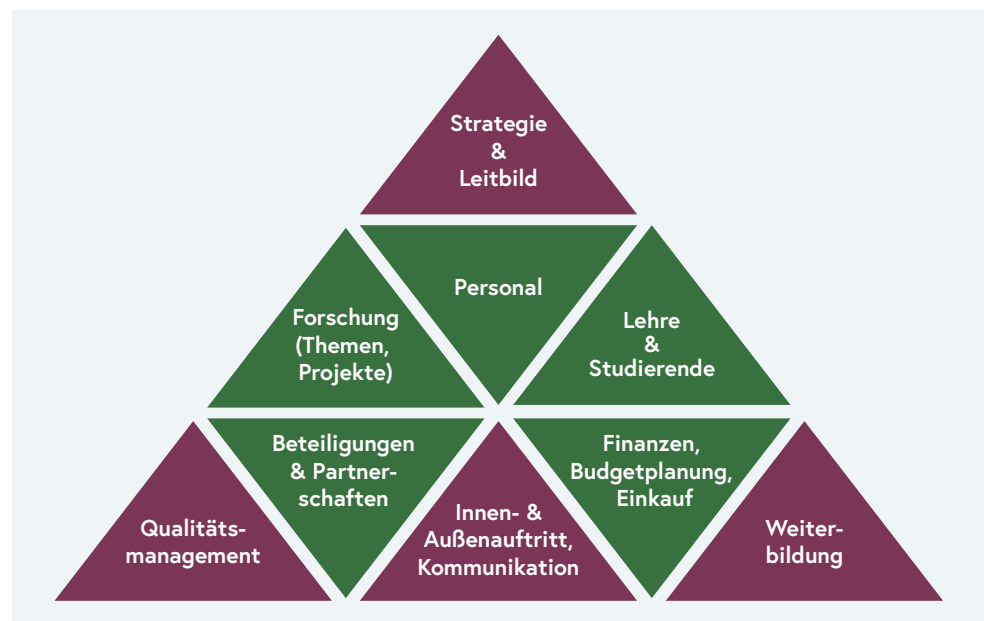 Strategie
&
Leitbild
Personal
Forschung
(Themen,
Projekte)
Lehre
&
Studierende
Beteiligungen
& Partner-
schaften
Finanzen,
Budgetplanung,
Einkauf
Qualitäts-
management
Innen- &
Außenauftritt,
Kommunikation
Weiter-
bildung